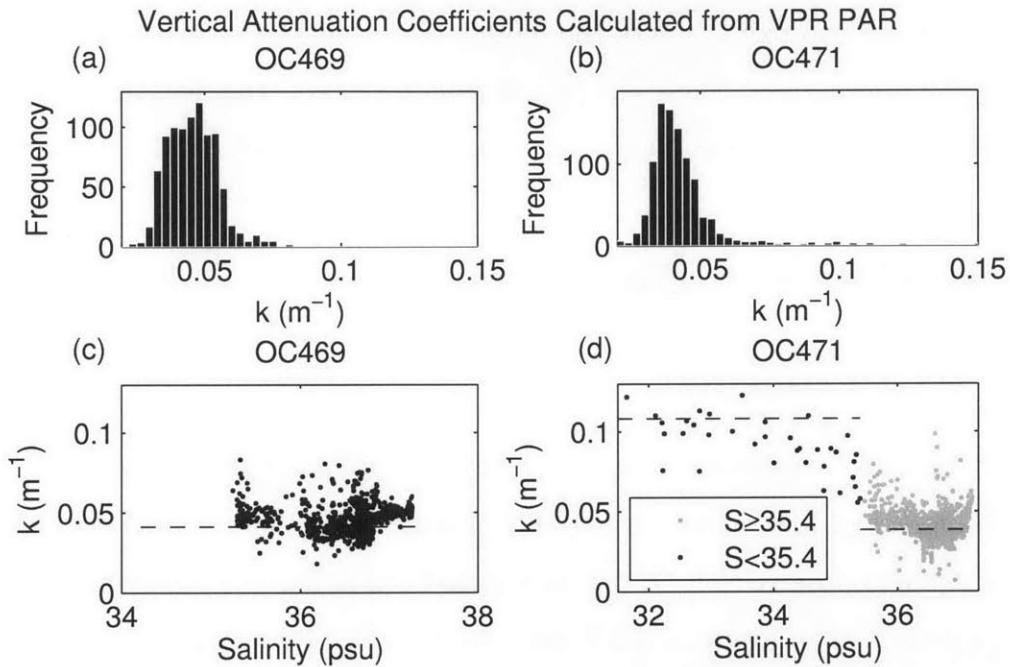 Vertical Attenuation Coefficients Calculated from VPR PAR
(a) OC469
Frequency
100
50
0
0.05 0.1 0.15
k (m⁻¹)
(b) OC471
Frequency
100
0
0.05 0.1 0.15
k (m⁻¹)
(c) OC469
k (m⁻¹)
0.1
0.05
0
34 36 38
Salinity (psu)
(d) OC471
k (m⁻¹)
0.1
0.05
0
S≥35.4
S<35.4
32 34 36
Salinity (psu)